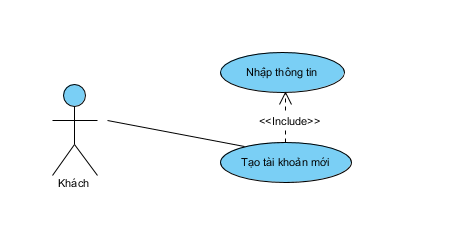 Nhập thông tin
<<Include>>
Tạo tài khoản mới
Khách